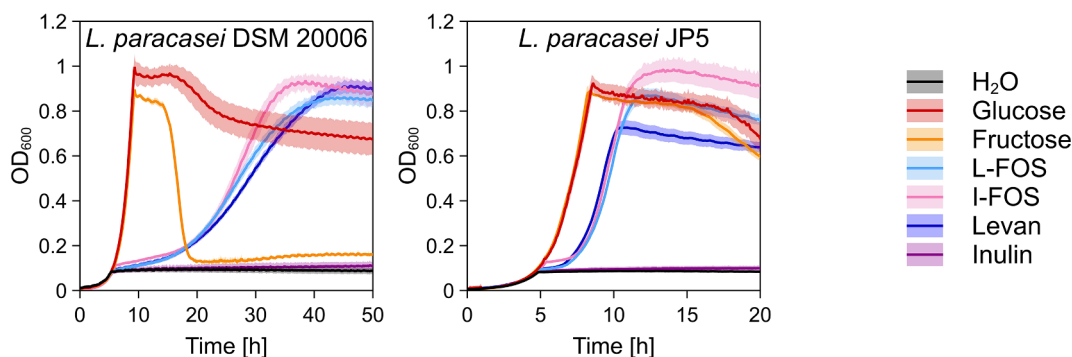 L. paracasei DSM 20006
1.2
1
0.8
0.6
0.4
0.2
0
OD600
0 10 20 30 40 50
Time [h]
L. paracasei JP5
1.2
1
0.8
0.6
0.4
0.2
0
OD600
0 5 10 15 20
Time [h]
H2O
Glucose
Fructose
L-FOS
I-FOS
Levan
Inulin